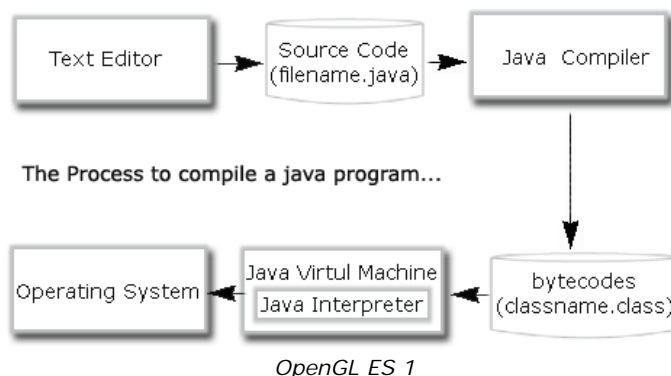 Text Editor
Source Code
(filename.java)
Java Compiler
The Process to compile a java program...
Operating System
Java Virtul Machine
Java Interpreter
bytecodes
(classname.class)
OpenGL ES 1